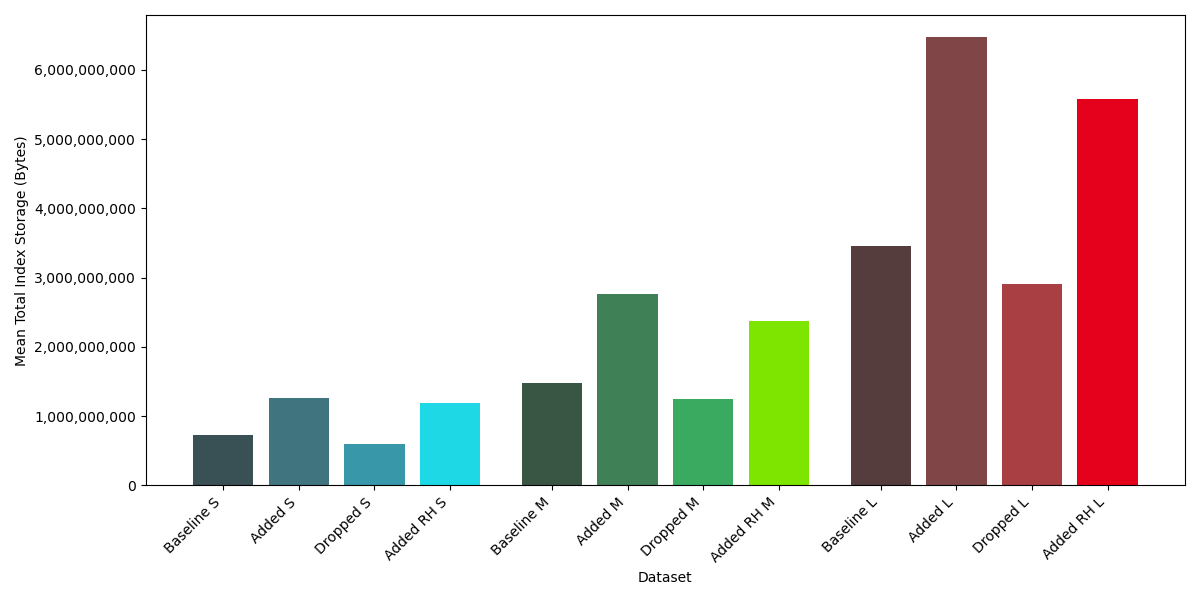 Mean Total Index Storage (Bytes)
6,000,000,000
5,000,000,000
4,000,000,000
3,000,000,000
2,000,000,000
1,000,000,000
0
Baseline S
Added S
Dropped S
Added RH S
Baseline M
Added M
Dropped M
Added RH M
Baseline L
Added L
Dropped L
Added RH L
Dataset